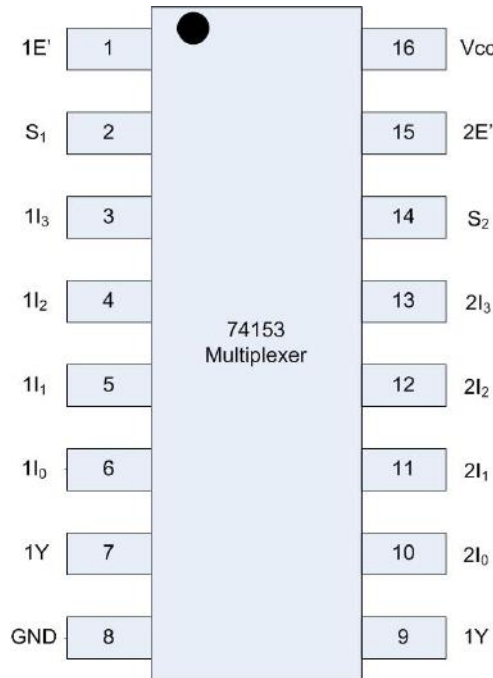 1E' 1 16 Vcc
S₁ 2 15 2E'
1I₃ 3 14 S₂
1I₂ 4 13 2I₃
74153
Multiplexer
1I₁ 5 12 2I₂
1I₀ 6 11 2I₁
1Y 7 10 2I₀
GND 8 9 1Y